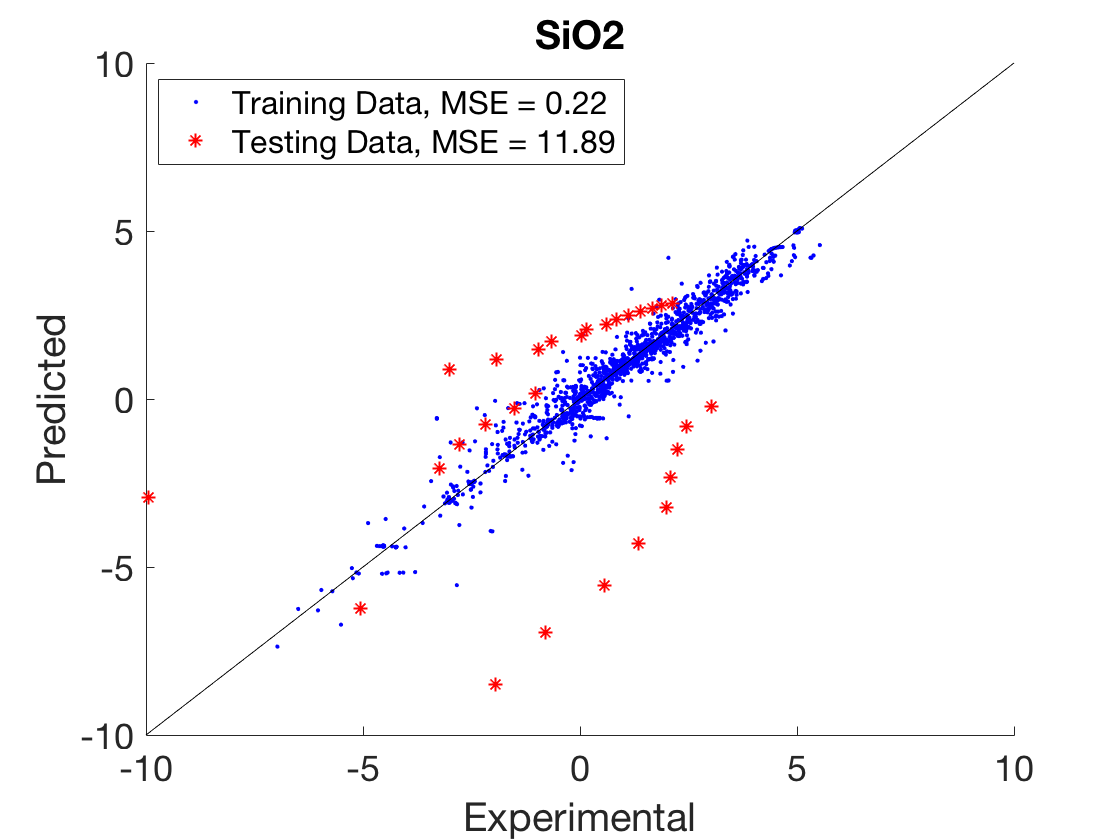 SiO2
10
Training Data, MSE = 0.22
Testing Data, MSE = 11.89
5
Predicted
0
-5
-10
-10 -5 0 5 10
Experimental